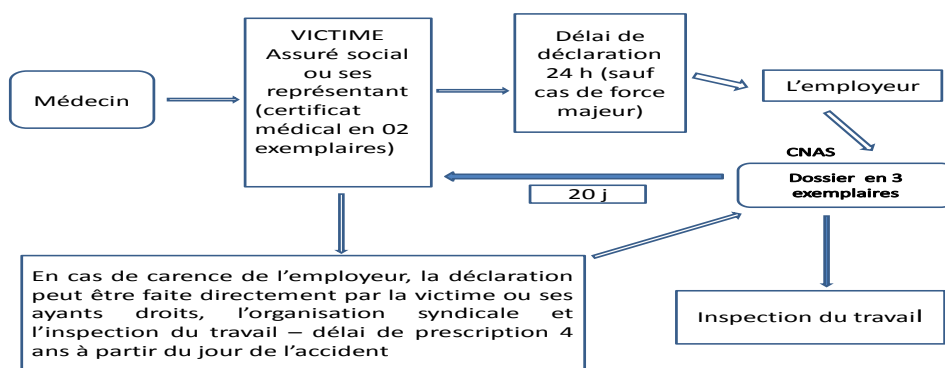 Médecin
VICTIME
Assuré social
ou ses
représentant
(certificat
médical en 02
exemplaires)
Délai de
déclaration
24 h (sauf
cas de force
majeur)
L’employeur
CNAS
Dossier en 3
exemplaires
20 j
En cas de carence de l’employeur, la déclaration
peut être faite directement par la victime ou ses
ayants droits, l’organisation syndicale et
l’inspection du travail – délai de prescription 4
ans à partir du jour de l’accident
Inspection du travail